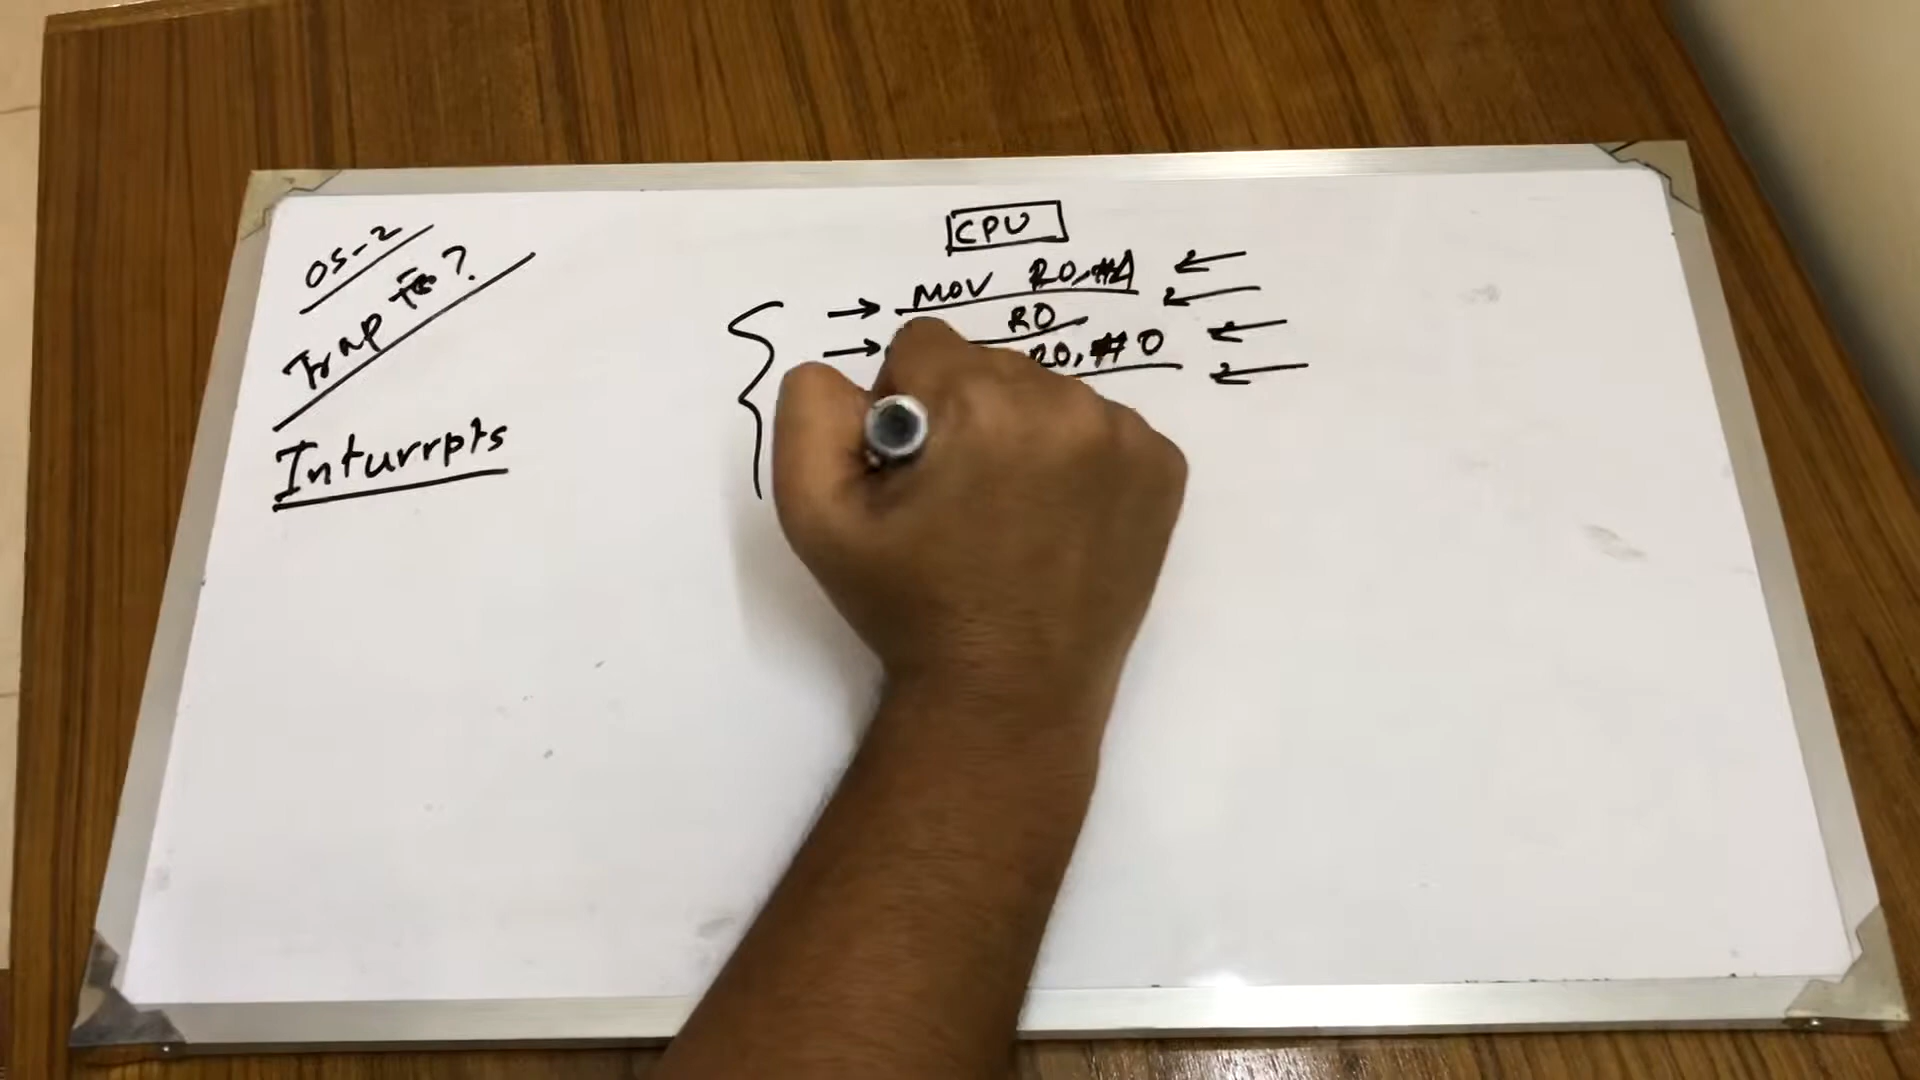 OS-2
Trap ?
Inturrpts
CPU
MOV R0,#A
R0
R0, #0